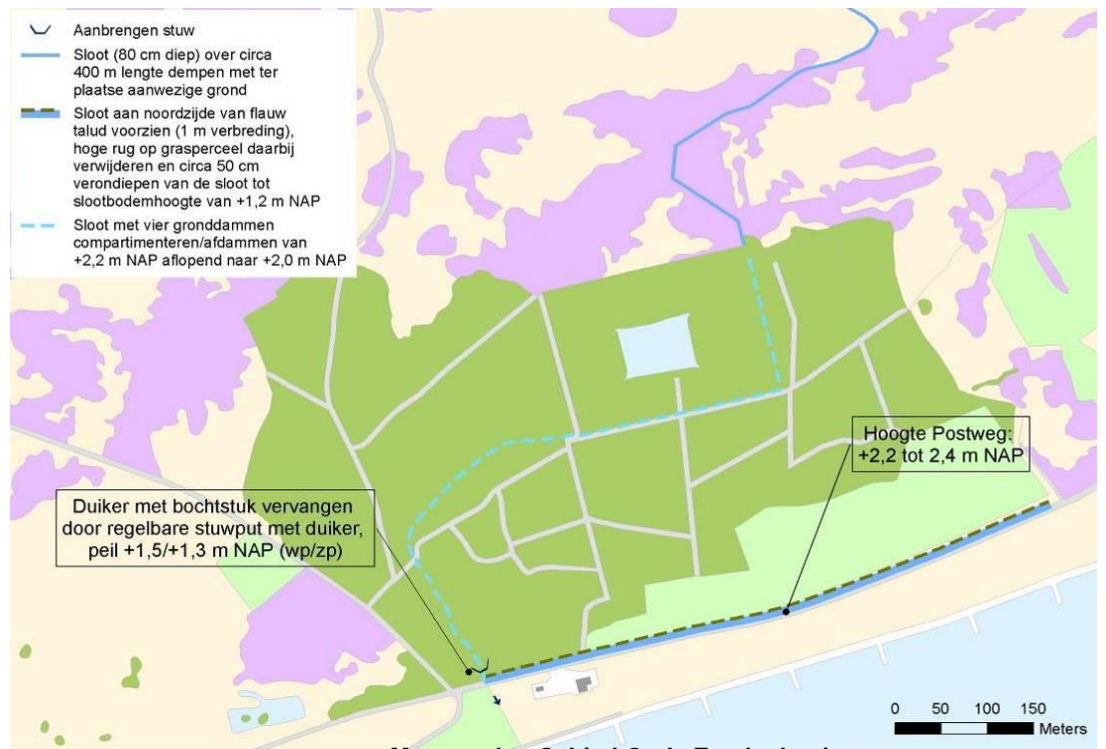 Aanbrengen stuw
Sloot (80 cm diep) over circa
400 m lengte dempen met ter
plaatse aanwezige grond
Sloot aan noordzijde van flauw
talud voorzien (1 m verbreding),
hoge rug op grasperceel daarbij
verwijderen en circa 50 cm
verondiepen van de sloot tot
slootbodemhoogte van +1,2 m NAP
Sloot met vier gronddammen
compartimenteren/afdammen van
+2,2 m NAP aflopend naar +2,0 m NAP
Hoogte Postweg:
+2,2 tot 2,4 m NAP
Duiker met bochtstuk vervangen
door regelbare stuwput met duiker,
peil +1,5/+1,3 m NAP (wp/zp)
0 50 100 150
Meters